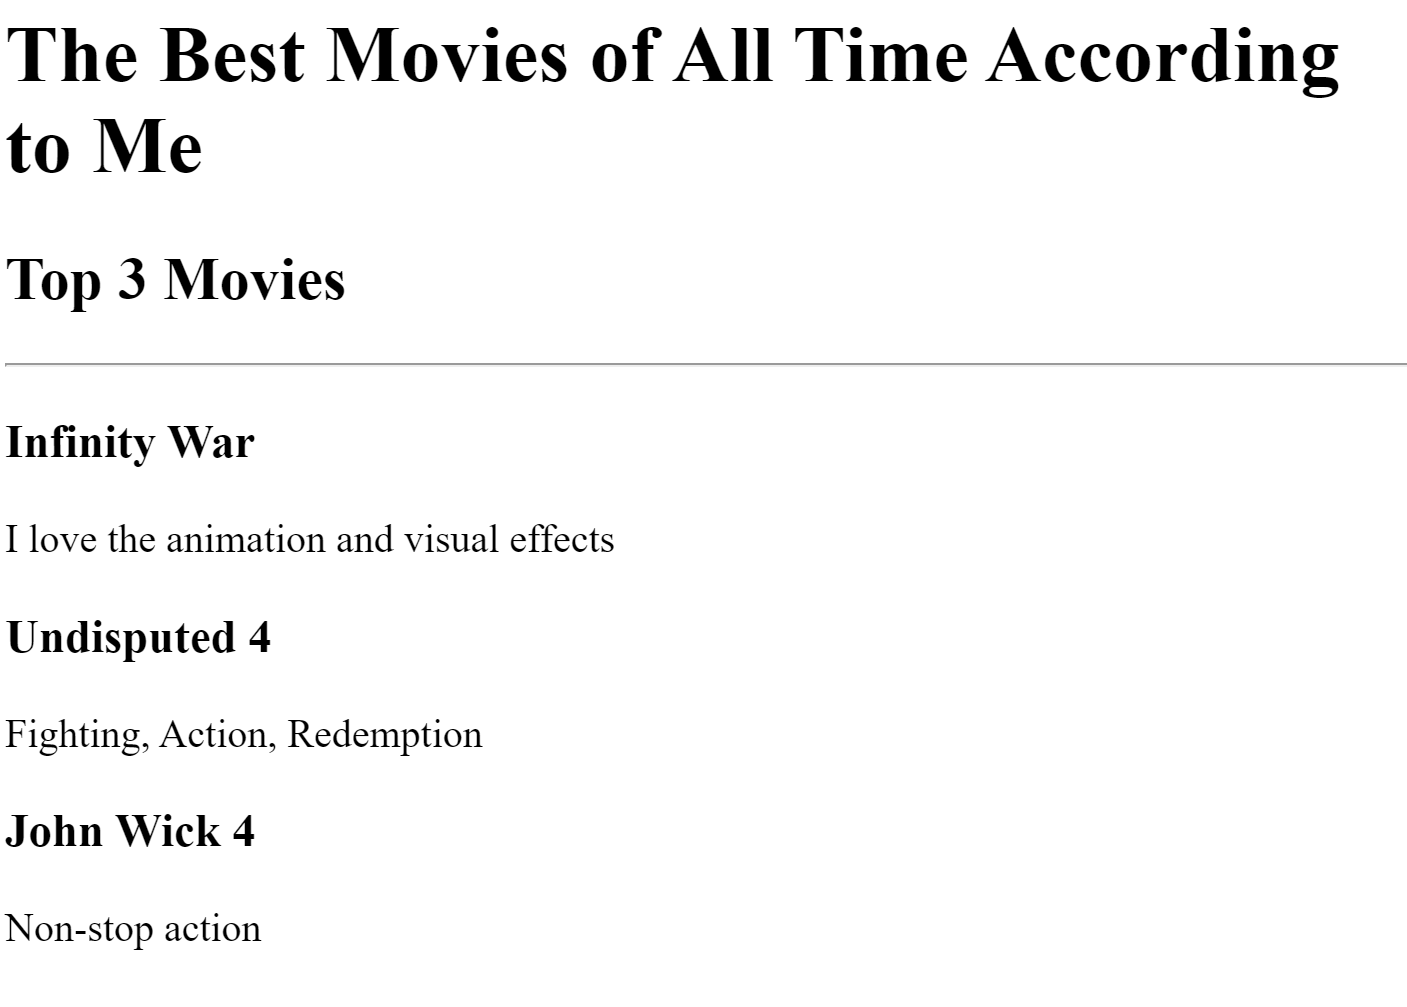 The Best Movies of All Time According
to Me
Top 3 Movies
Infinity War
I love the animation and visual effects
Undisputed 4
Fighting, Action, Redemption
John Wick 4
Non-stop action